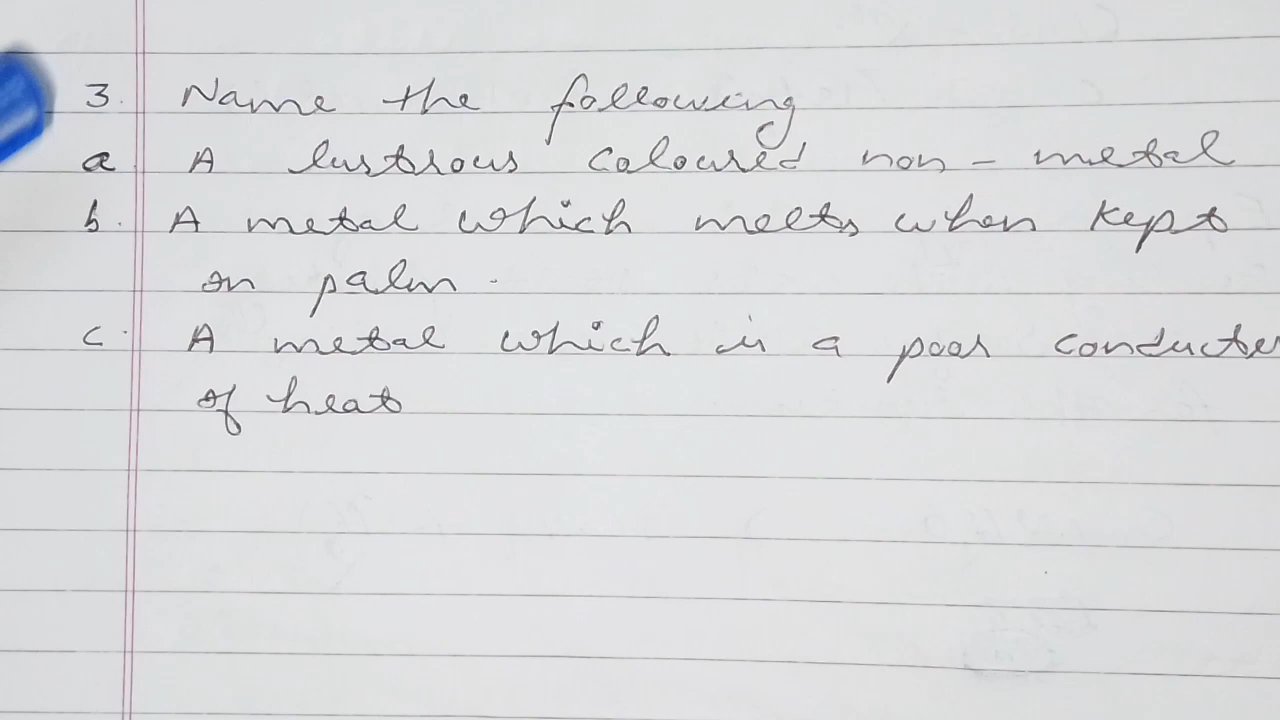 3. Name the following
a. A lustrous coloured non-metal
b. A metal which melts when kept
on palm.
c. A metal which is a poor conducter
of heat